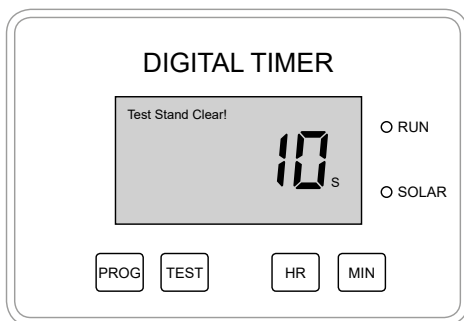 DIGITAL TIMER
Test Stand Clear!
10 s
RUN
SOLAR
PROG TEST HR MIN